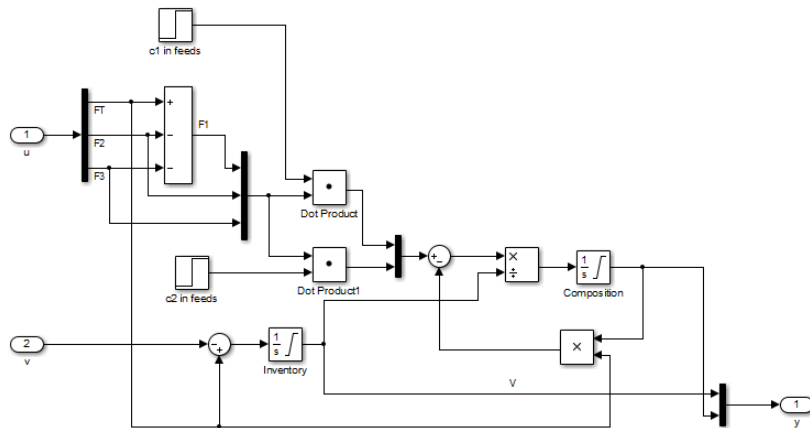 c1 in feeds
FT
+
F1
1
u
F2
−
F3
−
Dot Product
+
−
×
÷
1
s
Composition
c2 in feeds
Dot Product1
2
v
−
+
1
s
Inventory
×
V
1
y